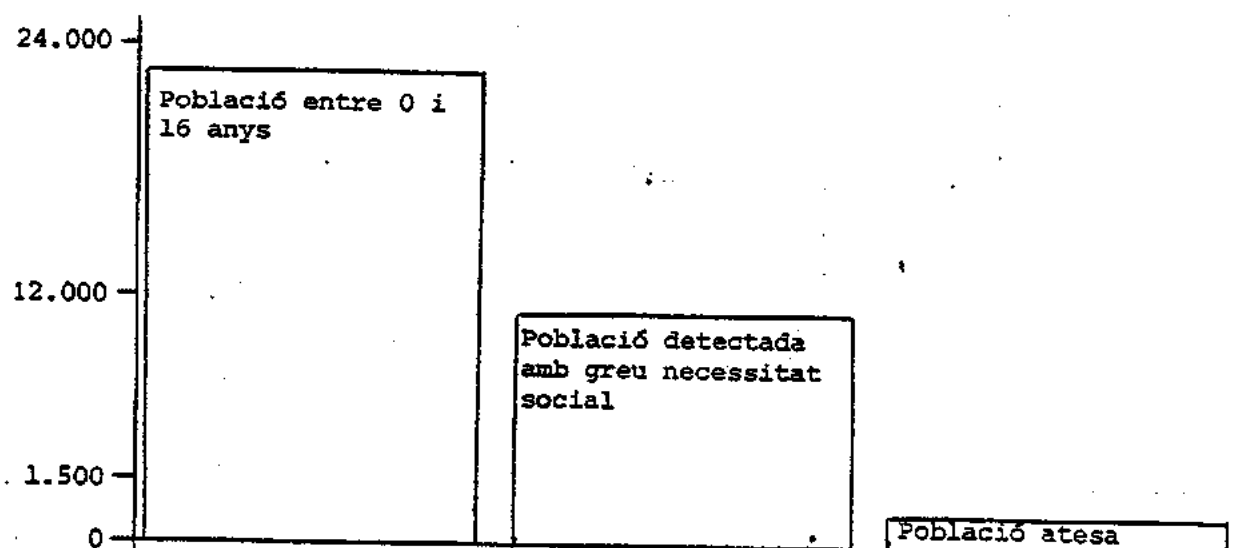 24.000
Població entre 0 i
16 anys
12.000
Població detectada
amb greu necessitat
social
1.500
0
Població atesa